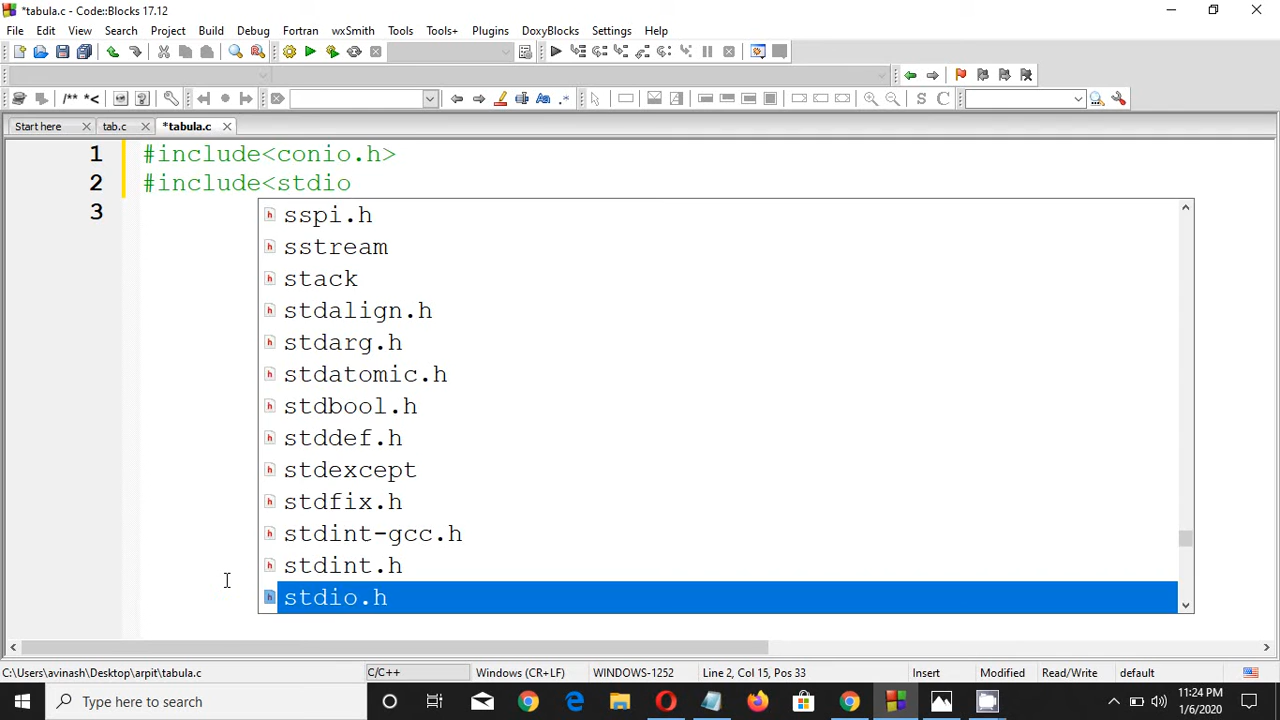 *tabula.c - Code::Blocks 17.12
File Edit View Search Project Build Debug Fortran wxSmith Tools Tools+ Plugins DoxyBlocks Settings Help
/** *<
S C
Start here tab.c *tabula.c
1 #include<conio.h>
2 #include<stdio
3
sspi.h
sstream
stack
stdalign.h
stdarg.h
stdatomic.h
stdbool.h
stddef.h
stdexcept
stdfix.h
stdint-gcc.h
stdint.h
stdio.h
C:\Users\avinash\Desktop\arpit\tabula.c C/C++ Windows (CR+LF) WINDOWS-1252 Line 2, Col 15, Pos 33 Insert Modified Read/Write default
Type here to search
11:24 PM
1/6/2020